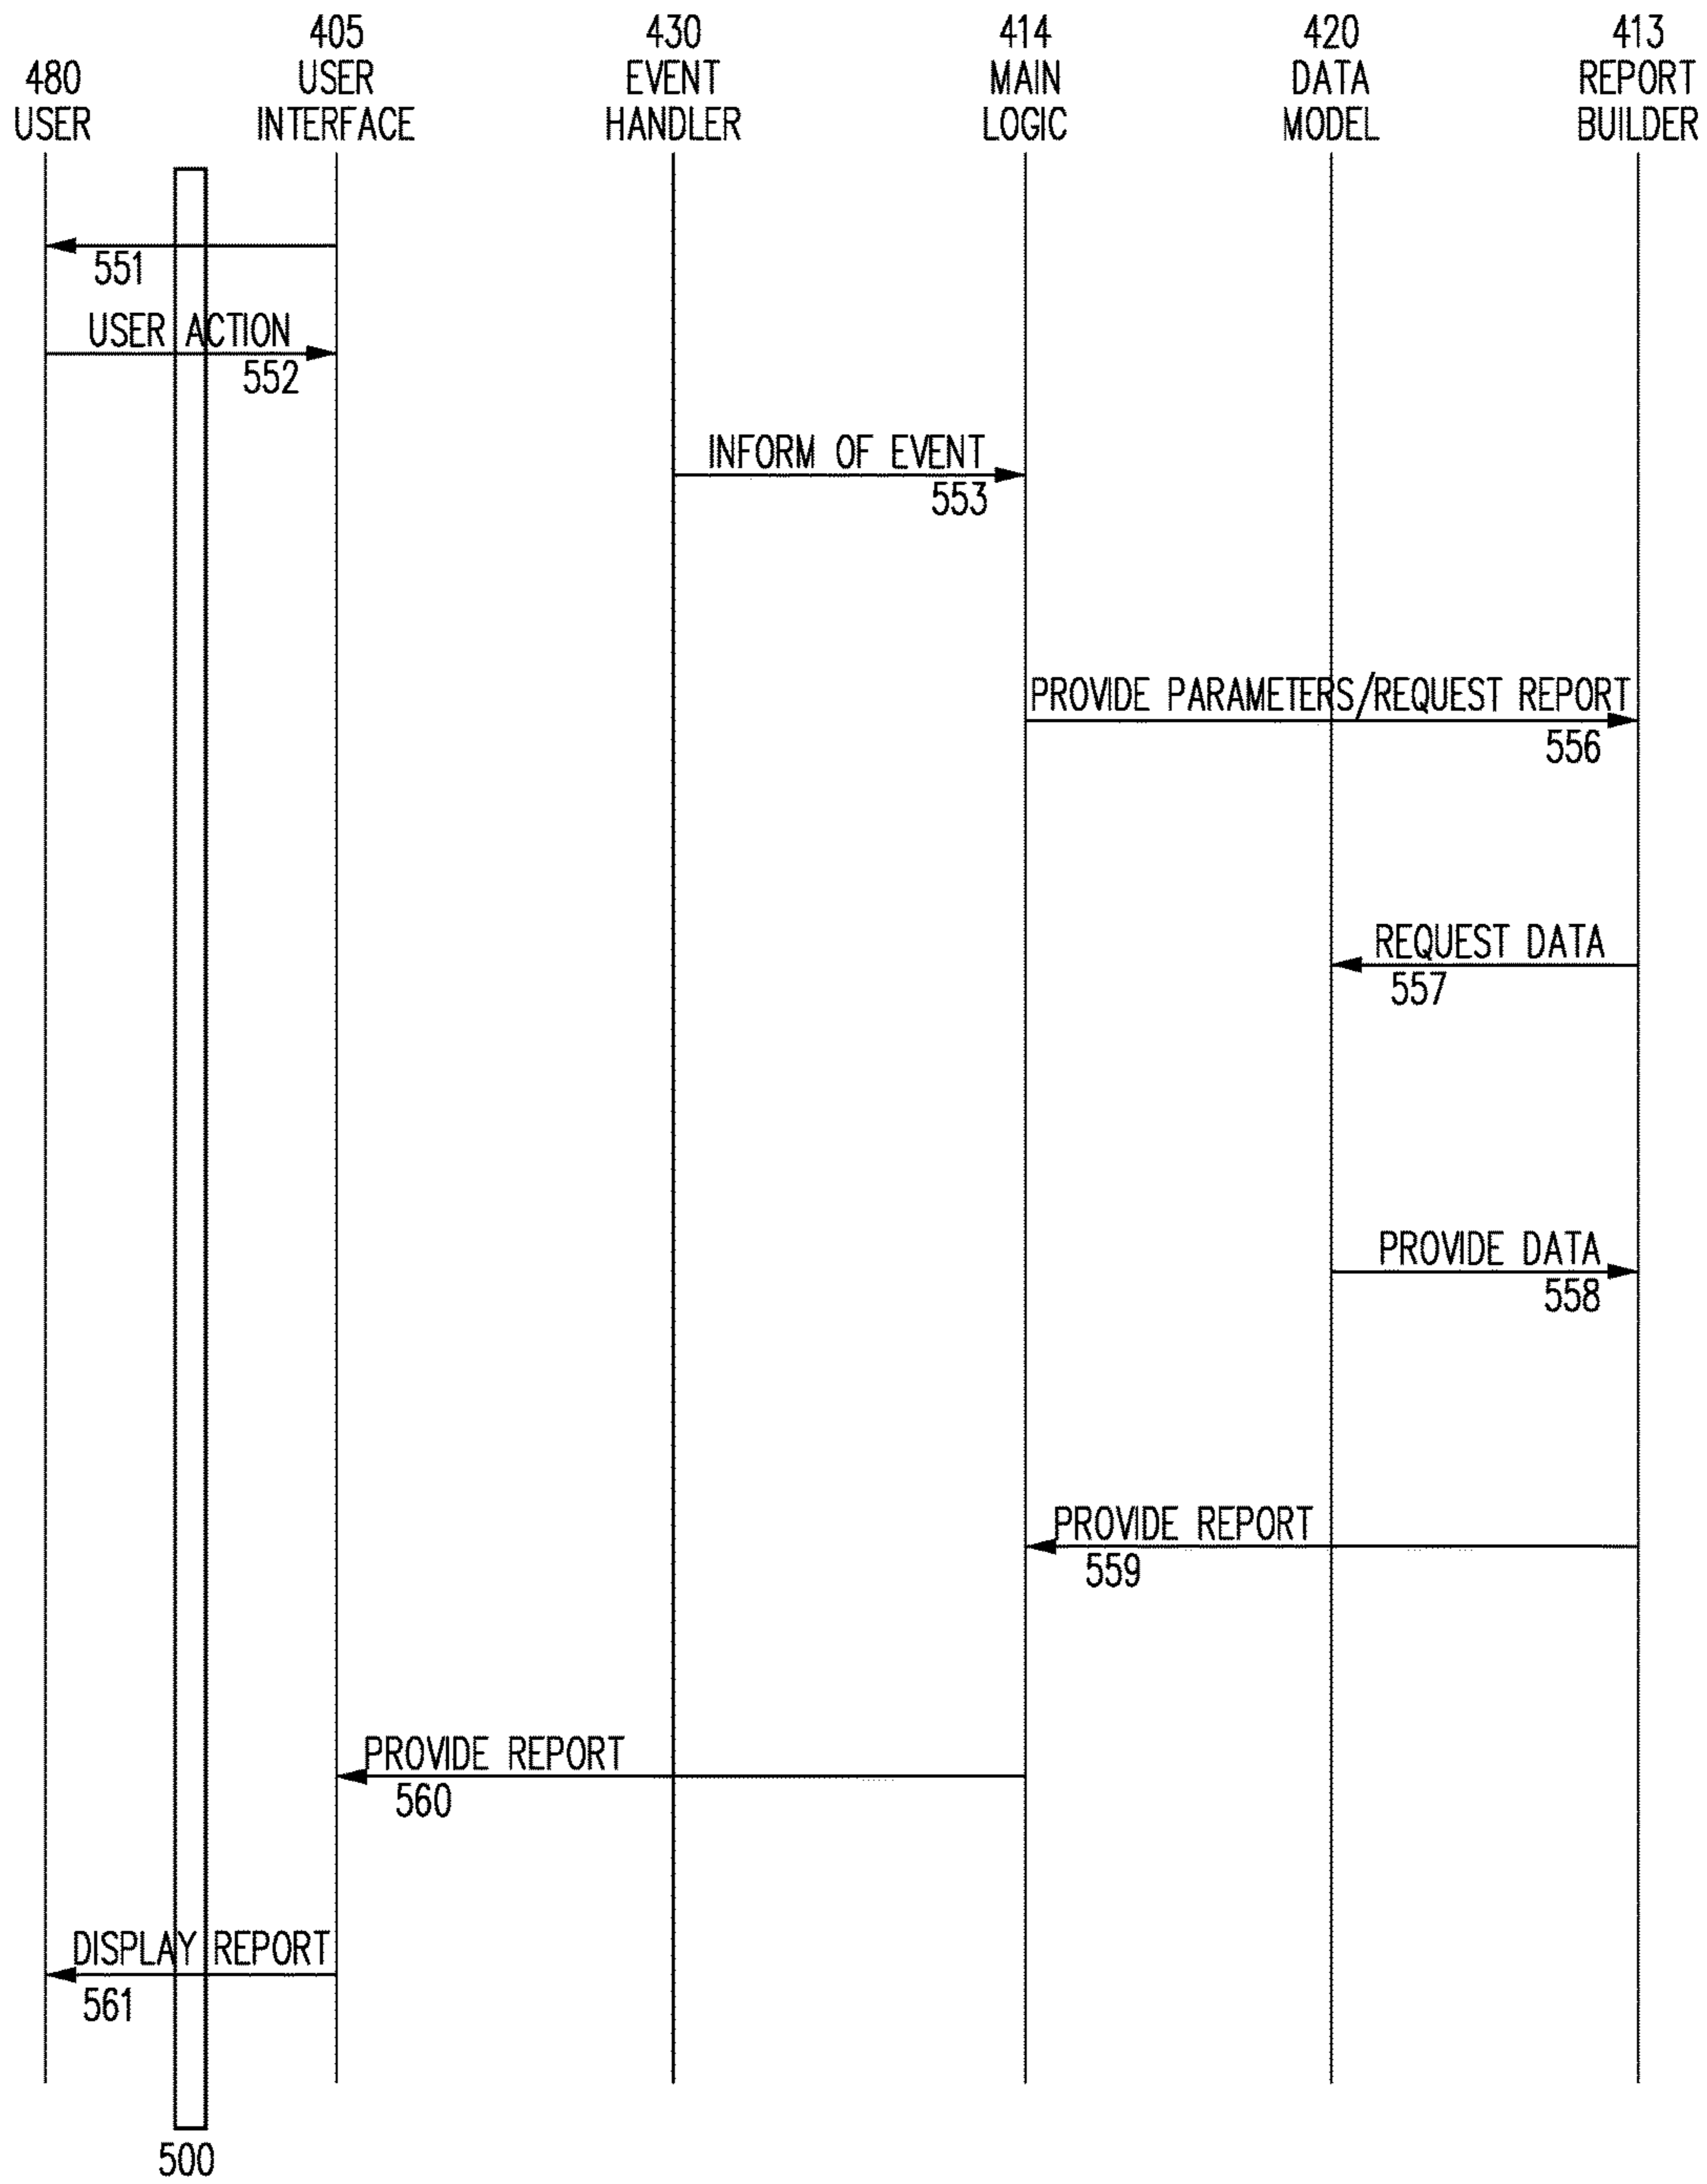 480
USER
405
USER
INTERFACE
430
EVENT
HANDLER
414
MAIN
LOGIC
420
DATA
MODEL
413
REPORT
BUILDER
551
USER ACTION
552
INFORM OF EVENT
553
PROVIDE PARAMETERS/REQUEST REPORT
556
REQUEST DATA
557
PROVIDE DATA
558
PROVIDE REPORT
559
PROVIDE REPORT
560
DISPLAY REPORT
561
500